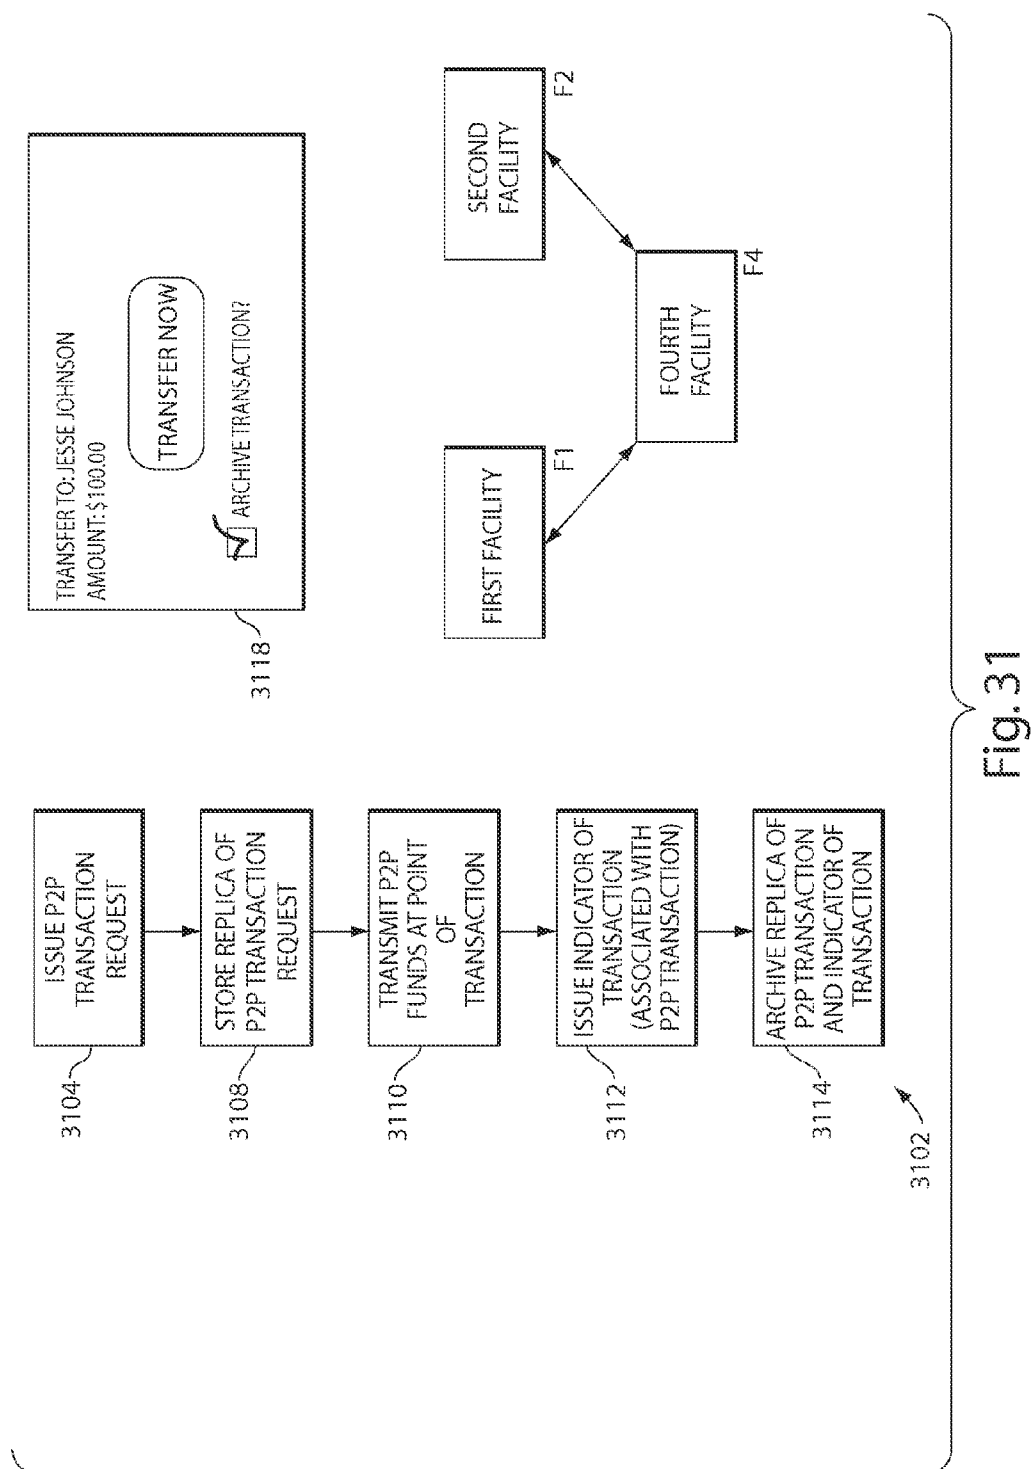 3104
ISSUE P2P
TRANSACTION
REQUEST
3108
STORE REPLICA OF
P2P TRANSACTION
REQUEST
3110
TRANSMIT P2P
FUNDS AT POINT
OF
TRANSACTION
3112
ISSUE INDICATOR OF
TRANSACTION
(ASSOCIATED WITH
P2P TRANSACTION)
3114
ARCHIVE REPLICA OF
P2P TRANSACTION
AND INDICATOR OF
TRANSACTION
3102
TRANSFER TO: JESSE JOHNSON
AMOUNT: $100.00
TRANSFER NOW
ARCHIVE TRANSACTION?
3118
FIRST FACILITY
F1
SECOND
FACILITY
F2
FOURTH
FACILITY
F4
Fig. 31